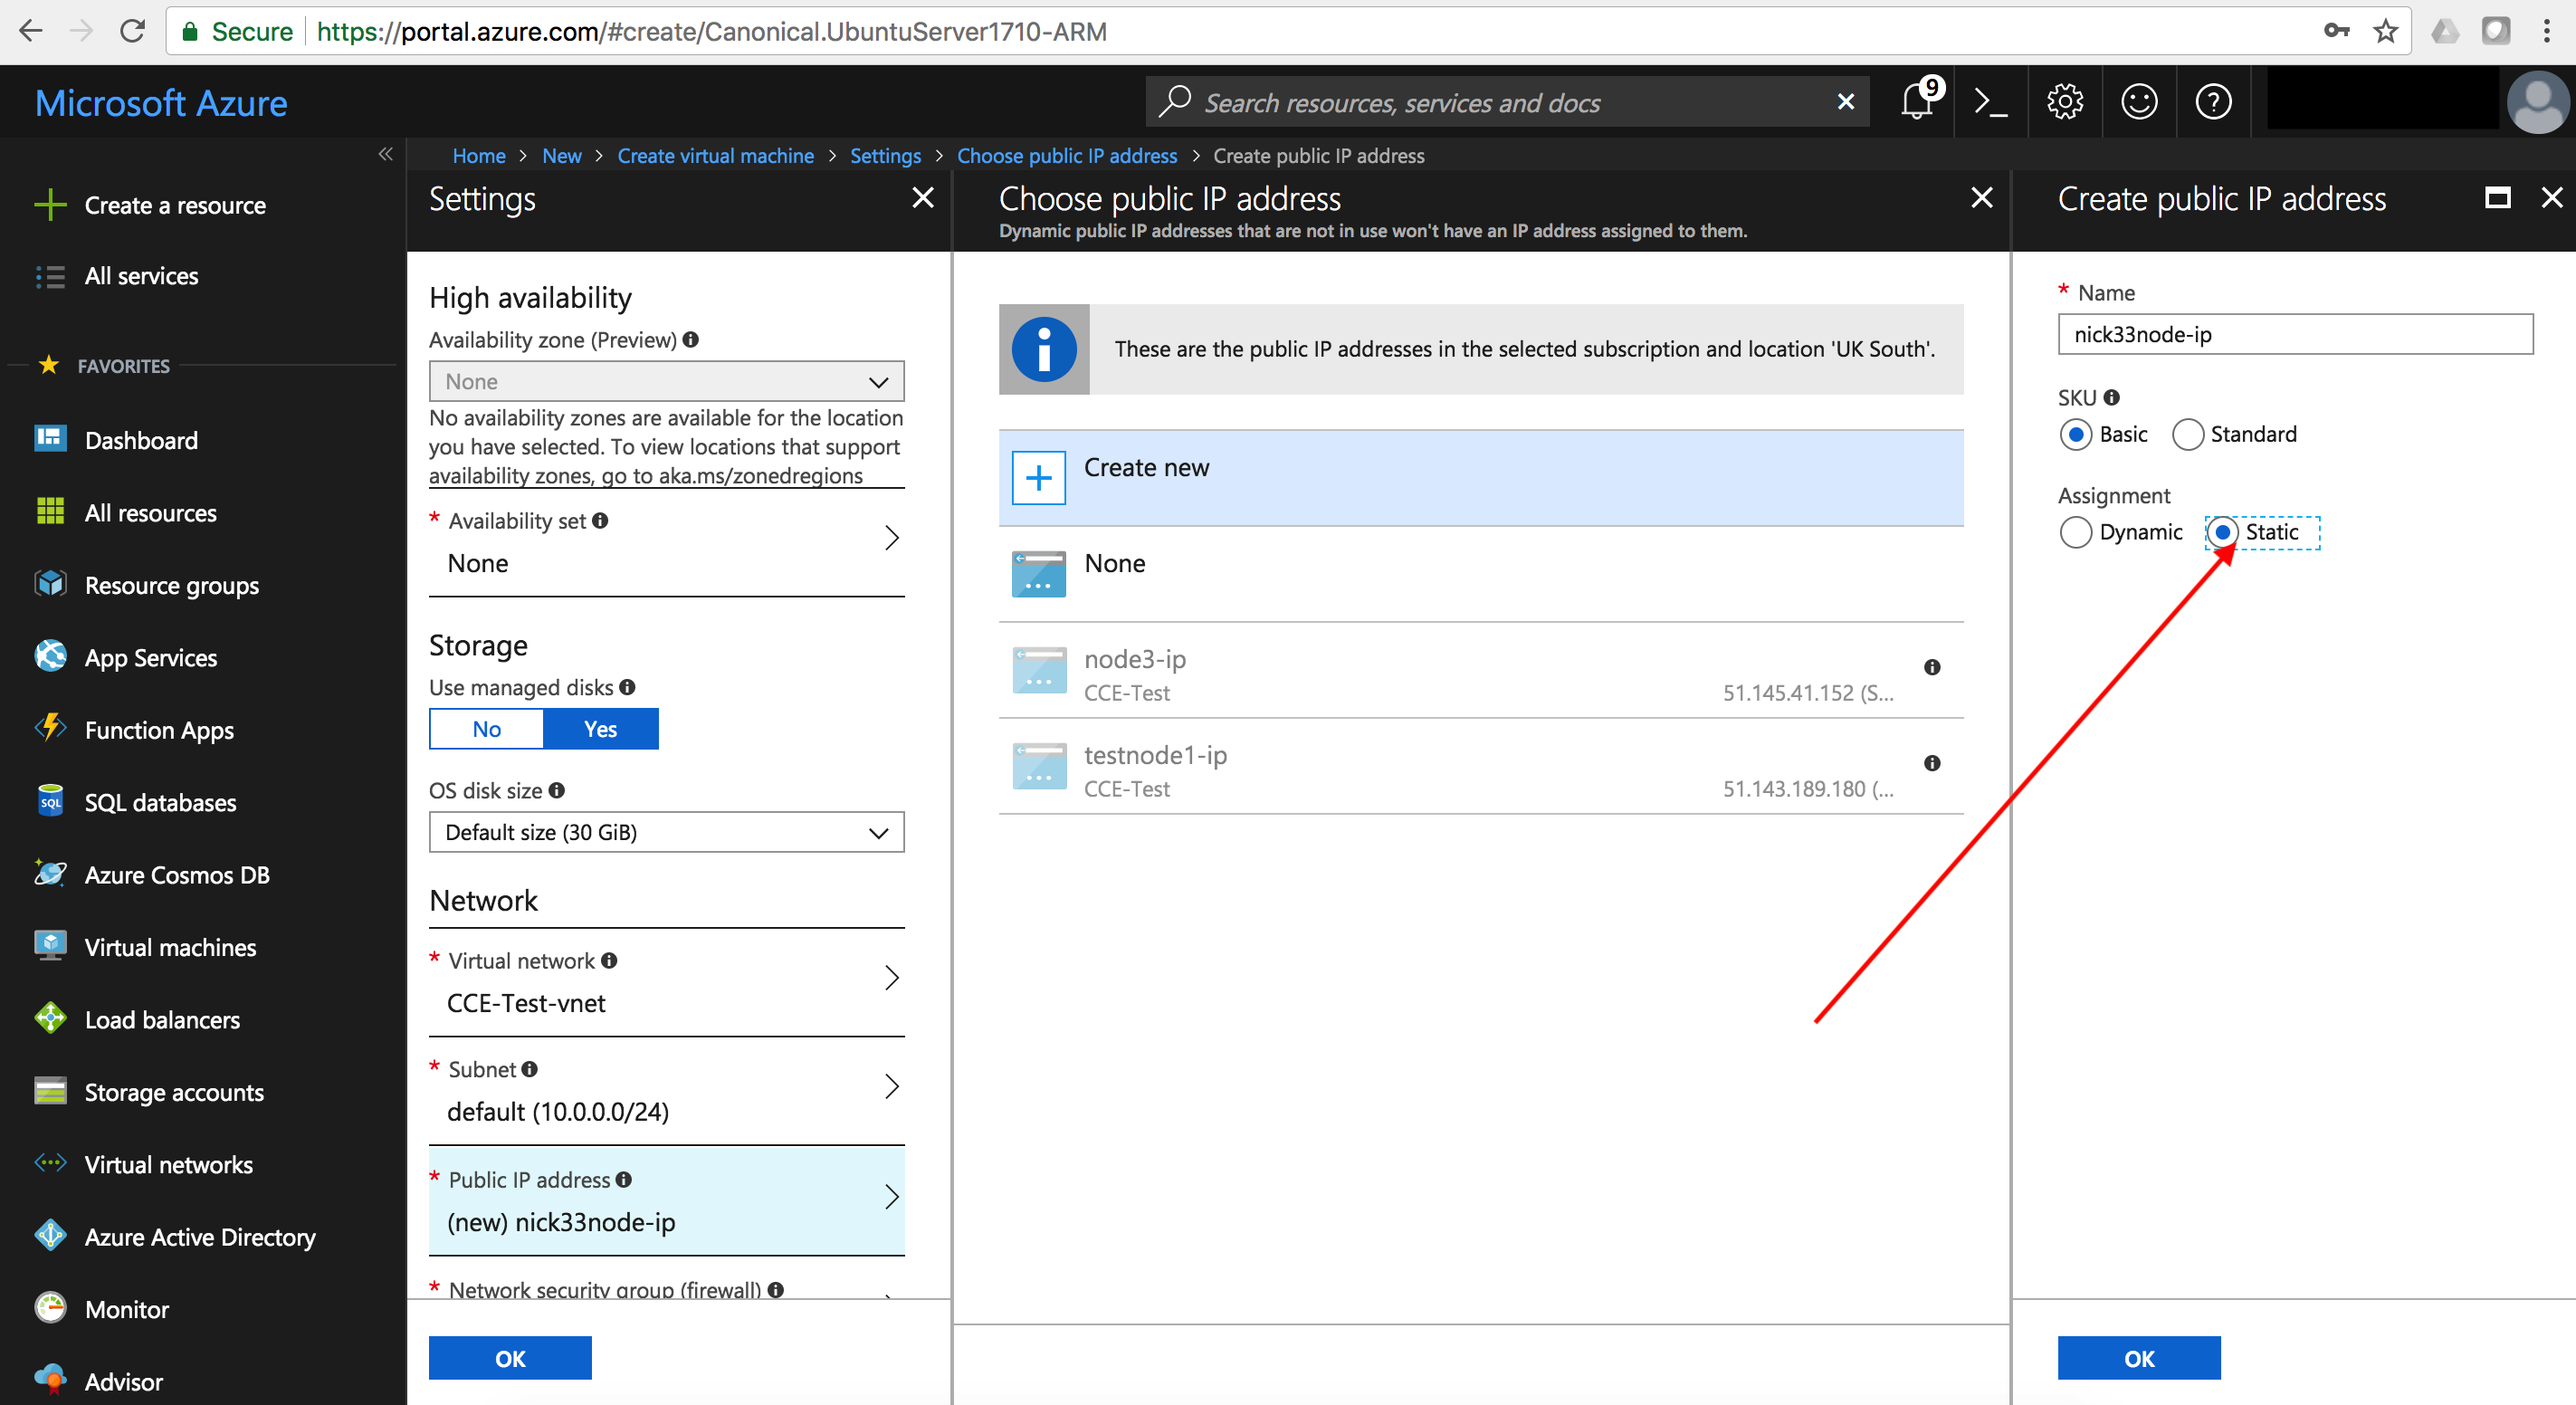 Secure https://portal.azure.com/#create/Canonical.UbuntuServer1710-ARM
Microsoft Azure
Search resources, services and docs
9
Home > New > Create virtual machine > Settings > Choose public IP address > Create public IP address
Create a resource
All services
FAVORITES
Dashboard
All resources
Resource groups
App Services
Function Apps
SQL
SQL databases
Azure Cosmos DB
Virtual machines
Load balancers
Storage accounts
Virtual networks
Azure Active Directory
Monitor
Advisor
Settings
High availability
Availability zone (Preview)
None
No availability zones are available for the location
you have selected. To view locations that support
availability zones, go to aka.ms/zonedregions
* Availability set
None
Storage
Use managed disks
No Yes
OS disk size
Default size (30 GiB)
Network
* Virtual network
CCE-Test-vnet
* Subnet
default (10.0.0.0/24)
* Public IP address
(new) nick33node-ip
* Network security group (firewall)
OK
Choose public IP address
Dynamic public IP addresses that are not in use won't have an IP address assigned to them.
These are the public IP addresses in the selected subscription and location 'UK South'.
Create new
None
node3-ip
CCE-Test 51.145.41.152 (S...
testnode1-ip
CCE-Test 51.143.189.180 (...
Create public IP address
* Name
nick33node-ip
SKU
Basic Standard
Assignment
Dynamic Static
OK